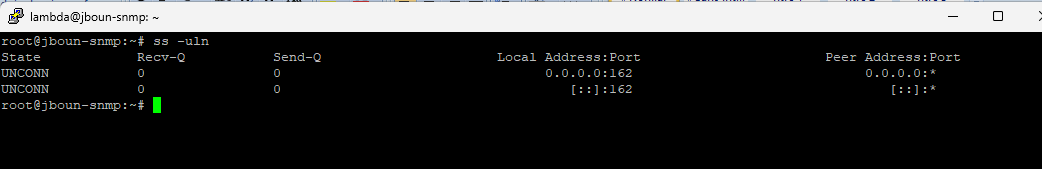 lambda@jboun-snmp: ~
root@jboun-snmp:~# ss -uln
State Recv-Q Send-Q Local Address:Port Peer Address:Port
UNCONN 0 0 0.0.0.0:162 0.0.0.0:*
UNCONN 0 0 [::]:162 [::]:*
root@jboun-snmp:~#